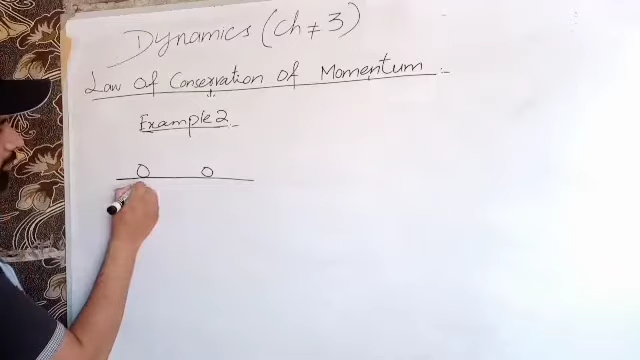 Dynamics (Ch # 3)
Law Of Conservation Of Momentum :-
Example 2 :-